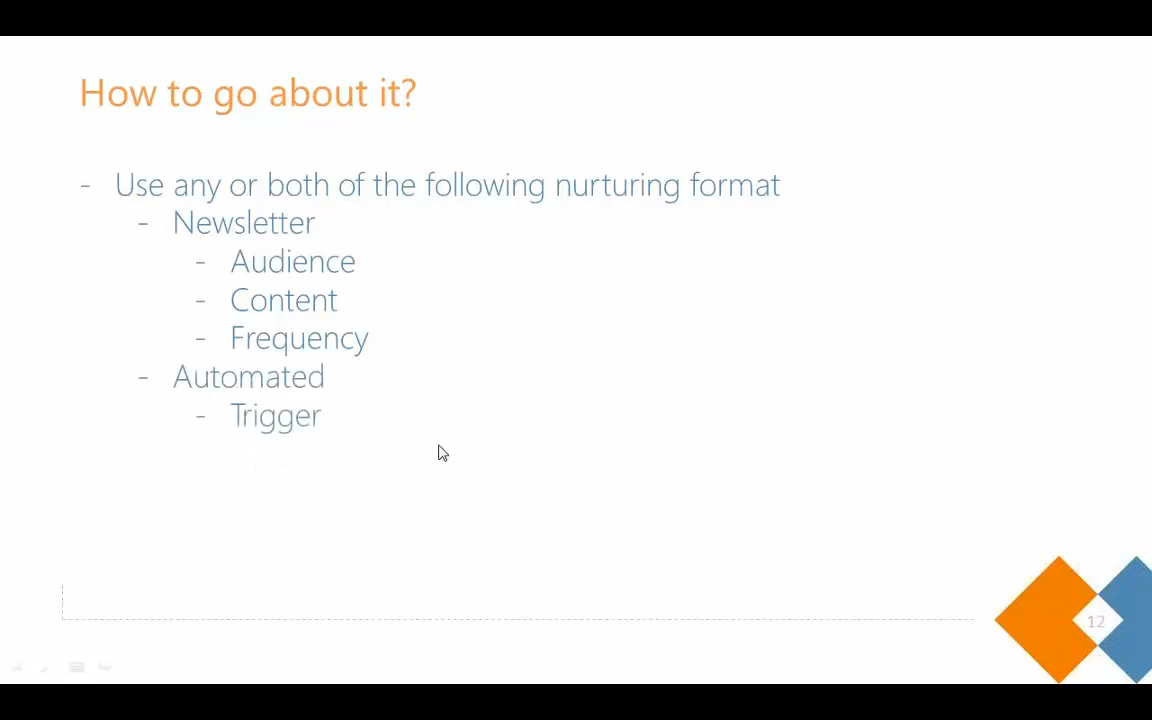 How to go about it?
- Use any or both of the following nurturing format
- Newsletter
- Audience
- Content
- Frequency
- Automated
- Trigger
12